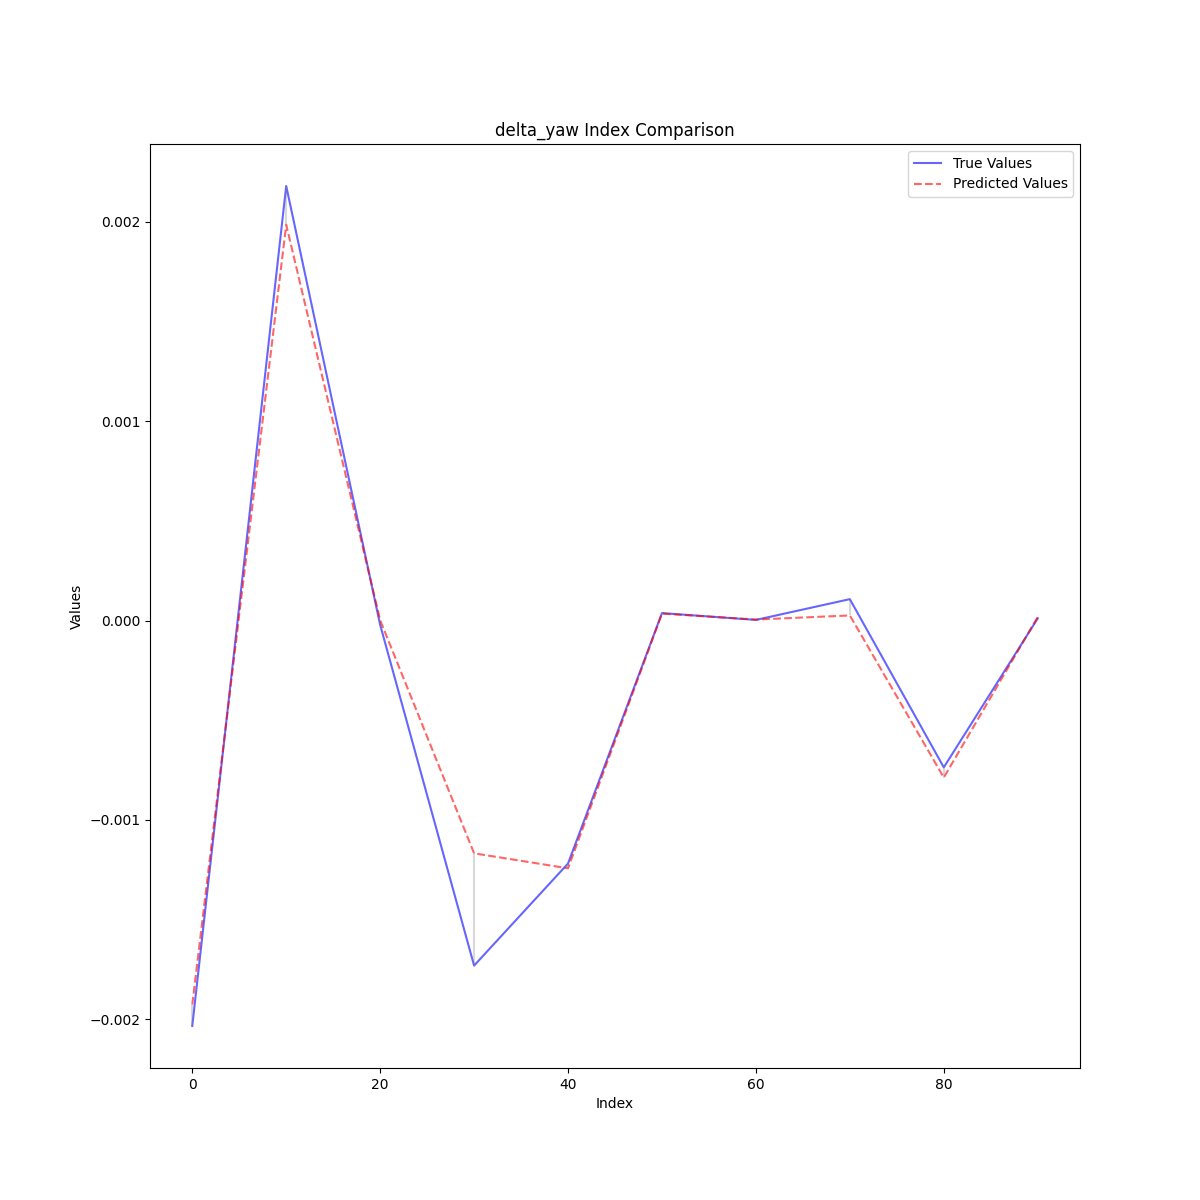 delta_yaw Index Comparison
True Values
Predicted Values
0.002
0.001
0.000
−0.001
−0.002
Values
0
20
40
60
80
Index